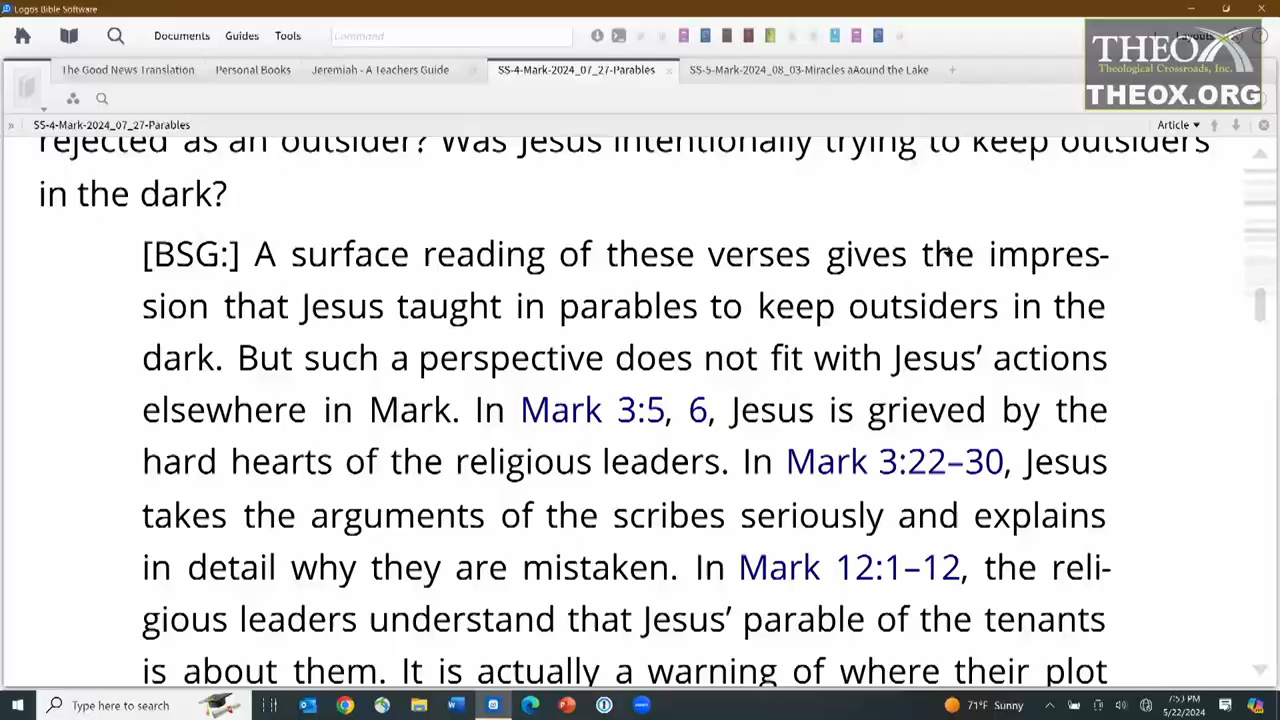 Logos Bible Software
Documents Guides Tools Command Layouts
THEOX
Theological Crossroads, Inc.
THEOX.ORG
The Good News Translation Personal Books Jeremiah - A Teacher SS-4-Mark-2024_07_27-Parables SS-5-Mark-2024_08_03-Miracles aAound the Lake
SS-4-Mark-2024_07_27-Parables Article
rejected as an outsider? Was Jesus intentionally trying to keep outsiders
in the dark?
[BSG:] A surface reading of these verses gives the impres-
sion that Jesus taught in parables to keep outsiders in the
dark. But such a perspective does not fit with Jesus’ actions
elsewhere in Mark. In Mark 3:5, 6, Jesus is grieved by the
hard hearts of the religious leaders. In Mark 3:22–30, Jesus
takes the arguments of the scribes seriously and explains
in detail why they are mistaken. In Mark 12:1–12, the reli-
gious leaders understand that Jesus’ parable of the tenants
is about them. It is actually a warning of where their plot
Type here to search
71°F Sunny
7:53 PM
5/22/2024